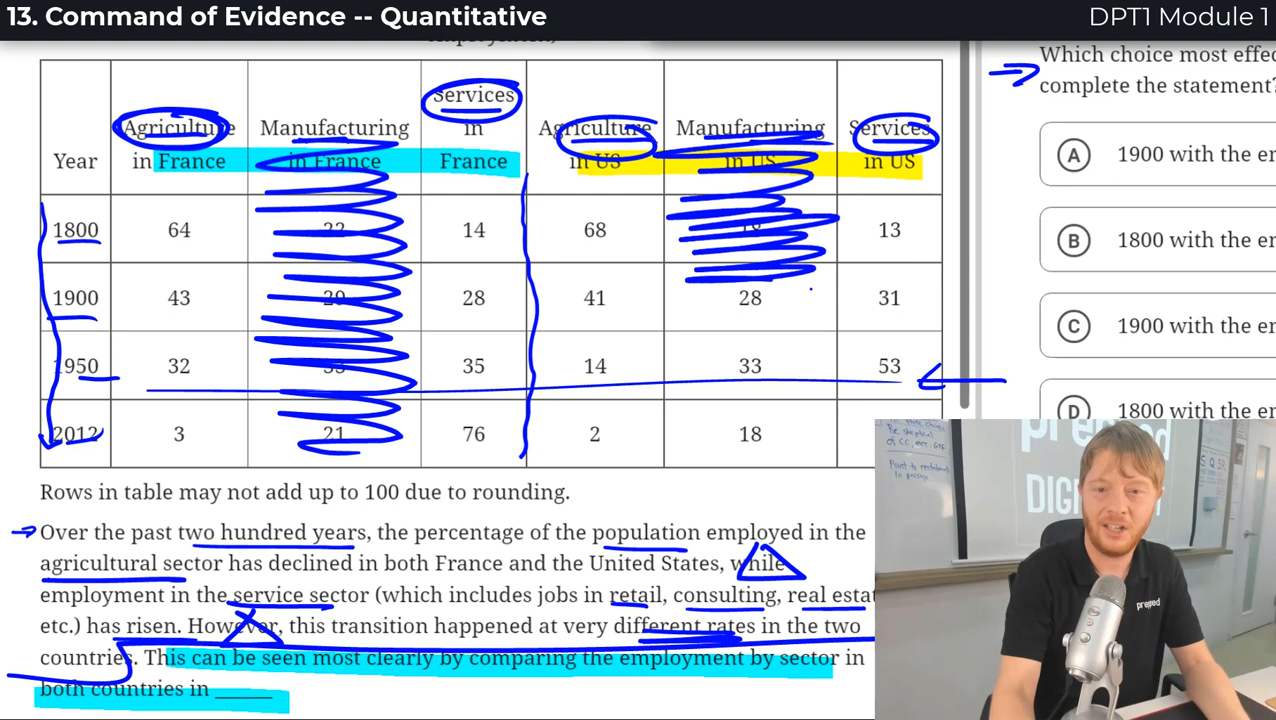 13. Command of Evidence -- Quantitative
DPT1 Module 1
Year Agriculture in France Manufacturing in France Services in France Agriculture in US Manufacturing in US Services in US
1800 64 22 14 68 18 13
1900 43 29 28 41 28 31
1950 32 33 35 14 33 53
2012 3 21 76 2 18
Rows in table may not add up to 100 due to rounding.
Over the past two hundred years, the percentage of the population employed in the
agricultural sector has declined in both France and the United States, while
employment in the service sector (which includes jobs in retail, consulting, real estat
etc.) has risen. However, this transition happened at very different rates in the two
countries. This can be seen most clearly by comparing the employment by sector in
both countries in ______
Which choice most effec
complete the statement?
A 1900 with the en
B 1800 with the en
C 1900 with the en
D 1800 with the en
prepped
DIGI
prepped